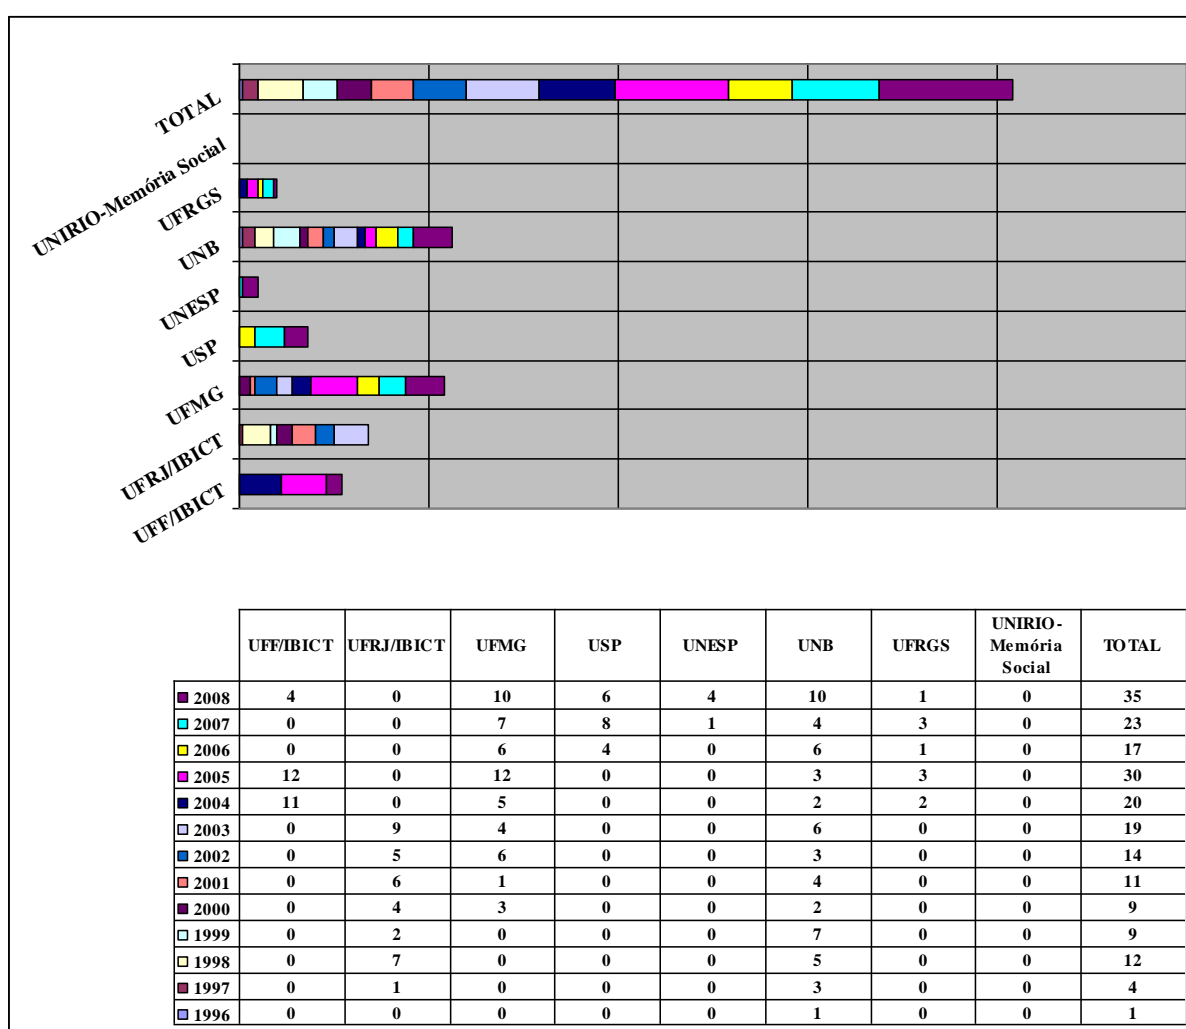 TOTAL
UNIRIO-Memória Social
UFRGS
UNB
UNESP
USP
UFMG
UFRJ/IBICT
UFF/IBICT
UFF/IBICT UFRJ/IBICT UFMG USP UNESP UNB UFRGS UNIRIO-Memória Social TOTAL
2008 4 0 10 6 4 10 1 0 35
2007 0 0 7 8 1 4 3 0 23
2006 0 0 6 4 0 6 1 0 17
2005 12 0 12 0 0 3 3 0 30
2004 11 0 5 0 0 2 2 0 20
2003 0 9 4 0 0 6 0 0 19
2002 0 5 6 0 0 3 0 0 14
2001 0 6 1 0 0 4 0 0 11
2000 0 4 3 0 0 2 0 0 9
1999 0 2 0 0 0 7 0 0 9
1998 0 7 0 0 0 5 0 0 12
1997 0 1 0 0 0 3 0 0 4
1996 0 0 0 0 0 1 0 0 1